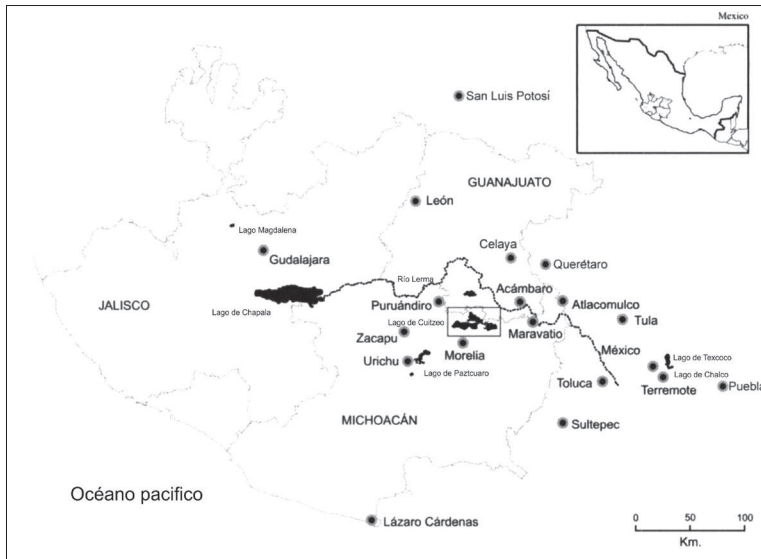 Mexico
San Luis Potosí
GUANAJUATO
León
Lago Magdalena
Gudalajara
Celaya
Querétaro
Río Lerma
JALISCO
Lago de Chapala
Puruándiro
Acámbaro
Atlacomulco
Lago de Cuitzeo
Maravatio
Tula
Zacapu
Morelia
México
Lago de Texcoco
Urichu
Lago de Paztcuaro
Toluca
Lago de Chalco
Terremote
Puebla
MICHOACÁN
Sultepec
Océano pacifico
Lázaro Cárdenas
0 50 100
Km.